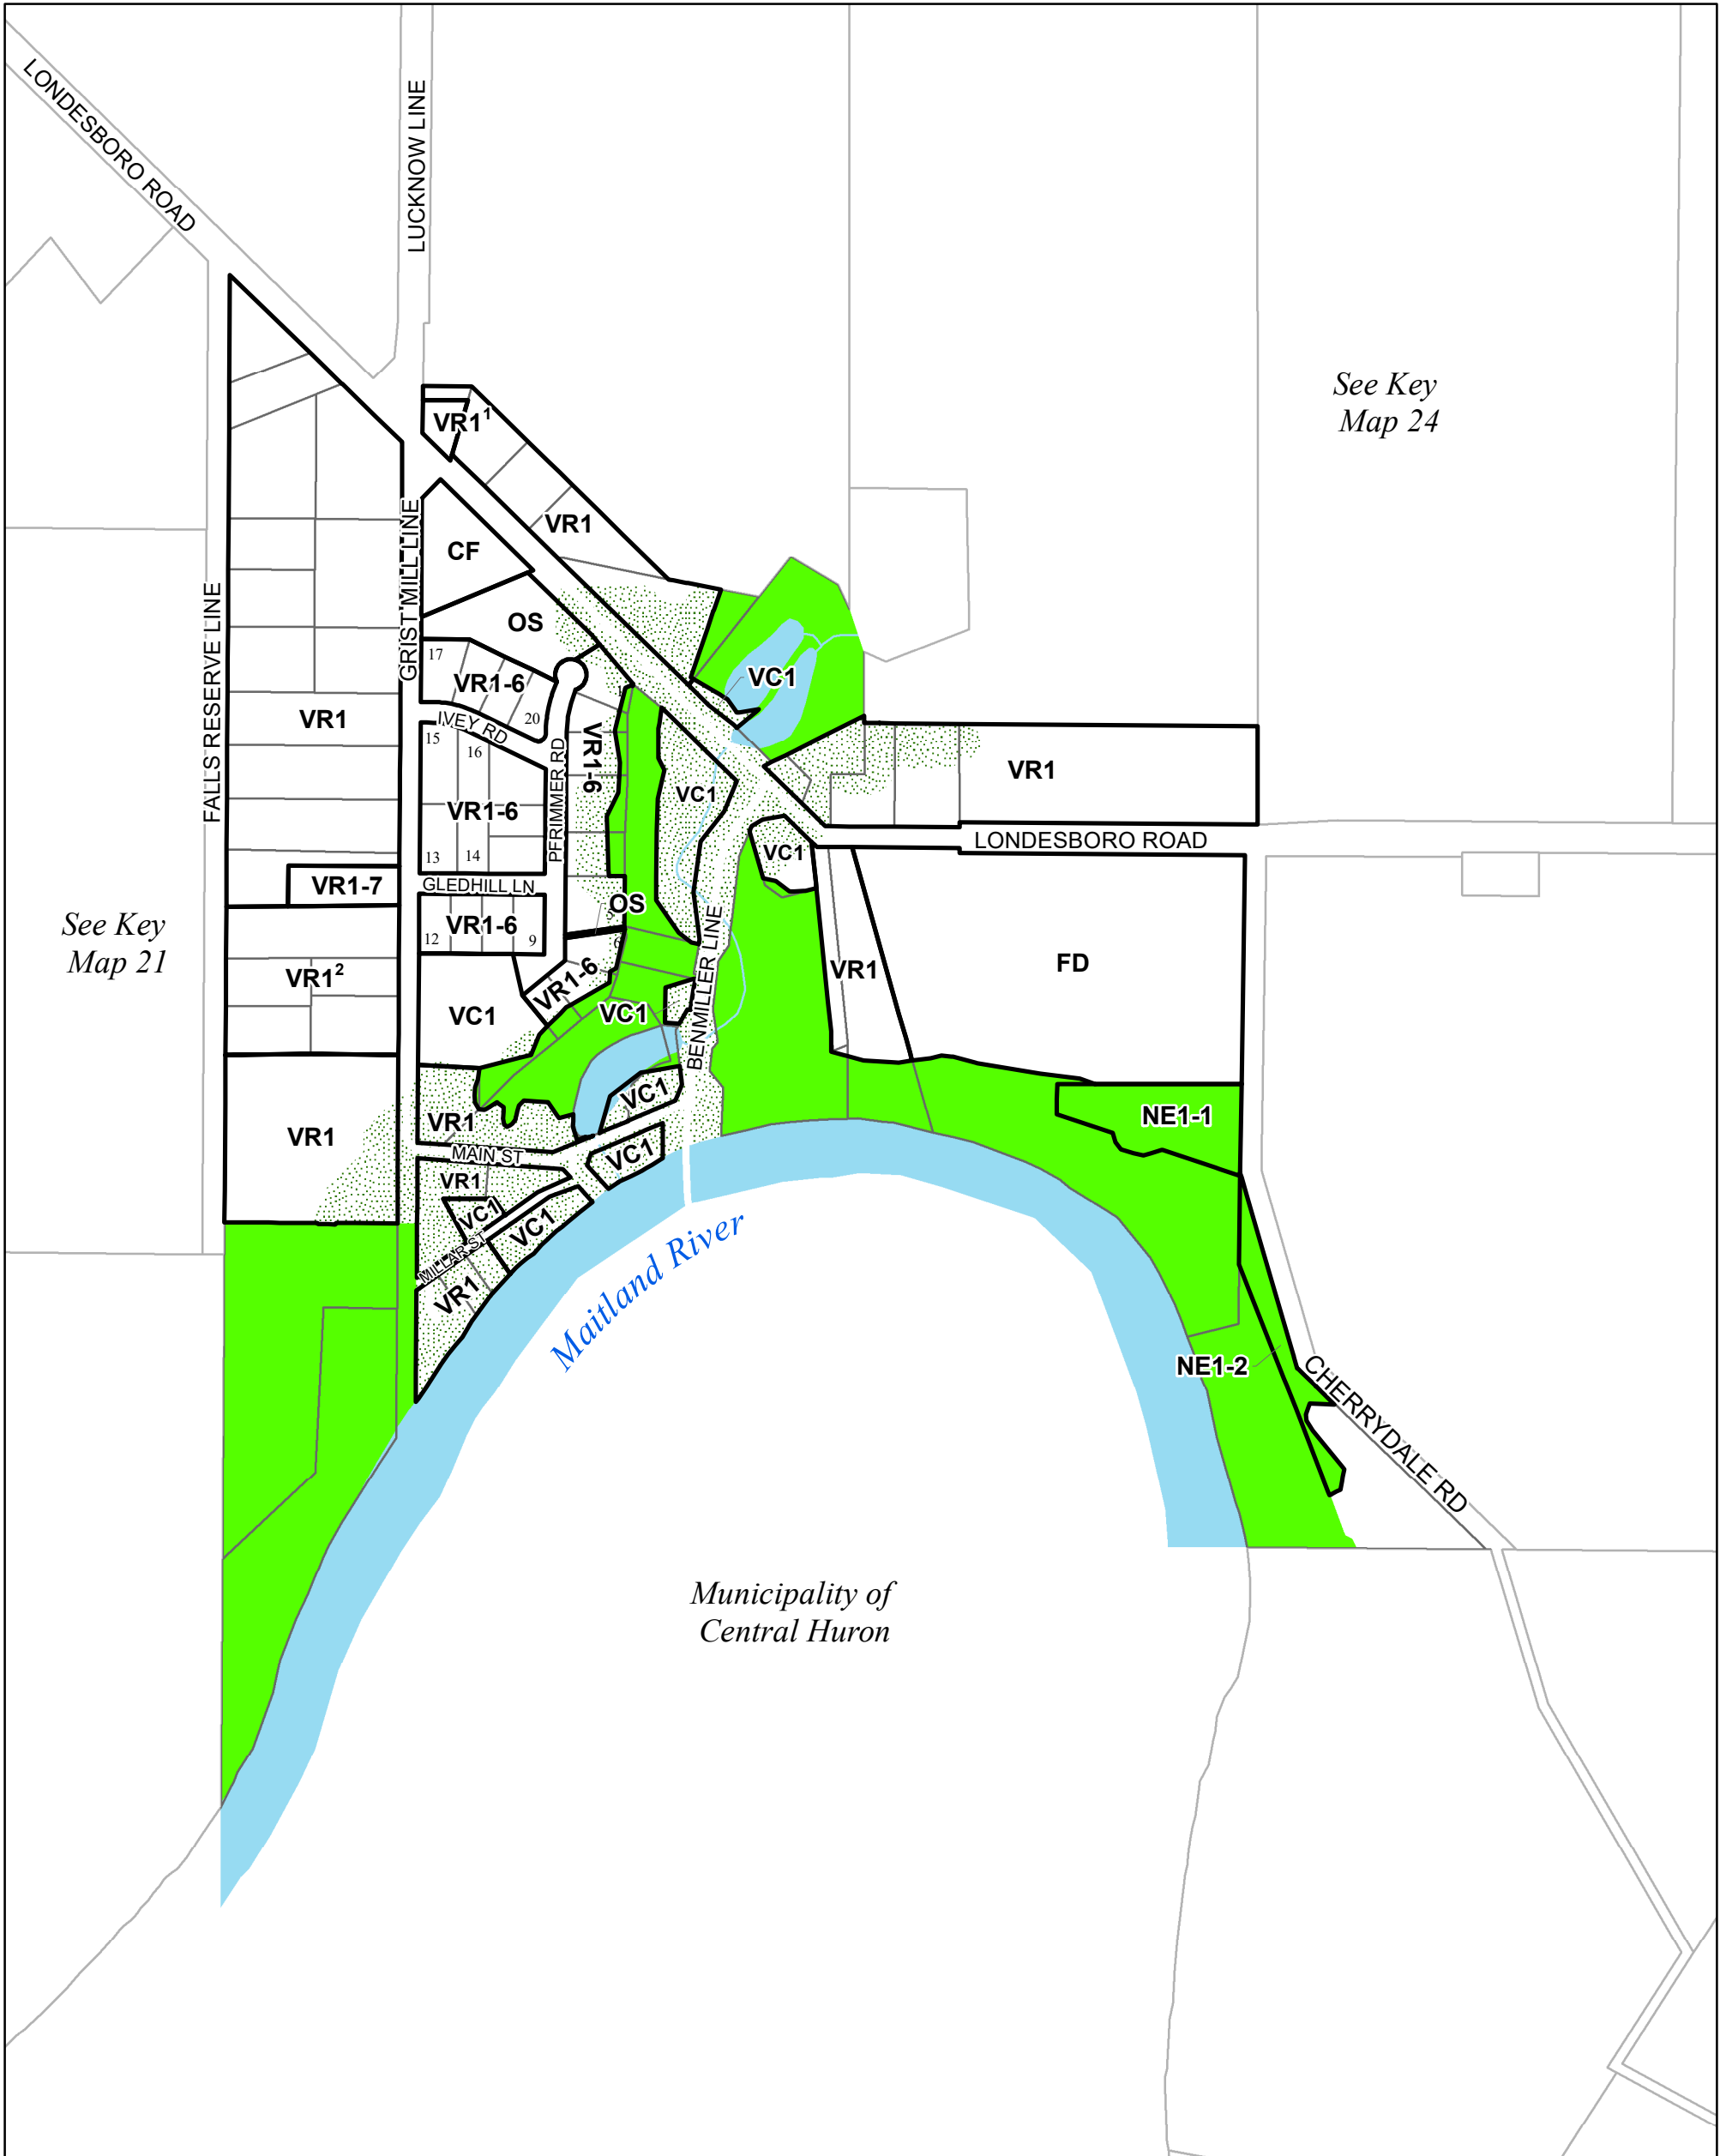 LONDESBORO ROAD
LUCKNOW LINE
See Key
Map 24
VR1¹
VR1
CF
GRIST MILL LINE
FALLS RESERVE LINE
OS
17
VR1-6
20
IVEY RD
VC1
VR1
15
16
VR1-6
PFRIMMER RD
VR1-6
VC1
VR1
13
14
LONDESBORO ROAD
VC1
VR1-7
GLEDHILL LN
OS
See Key
Map 21
VR1-6
12
9
6
BENMILLER LINE
VR1
FD
VR1²
VR1-6
VC1
VC1
VC1
VR1
VR1
NE1-1
MAIN ST
VC1
VR1
VC1
VC1
MILLAR ST
VR1
Maitland River
NE1-2
CHERRYDALE RD
Municipality of
Central Huron